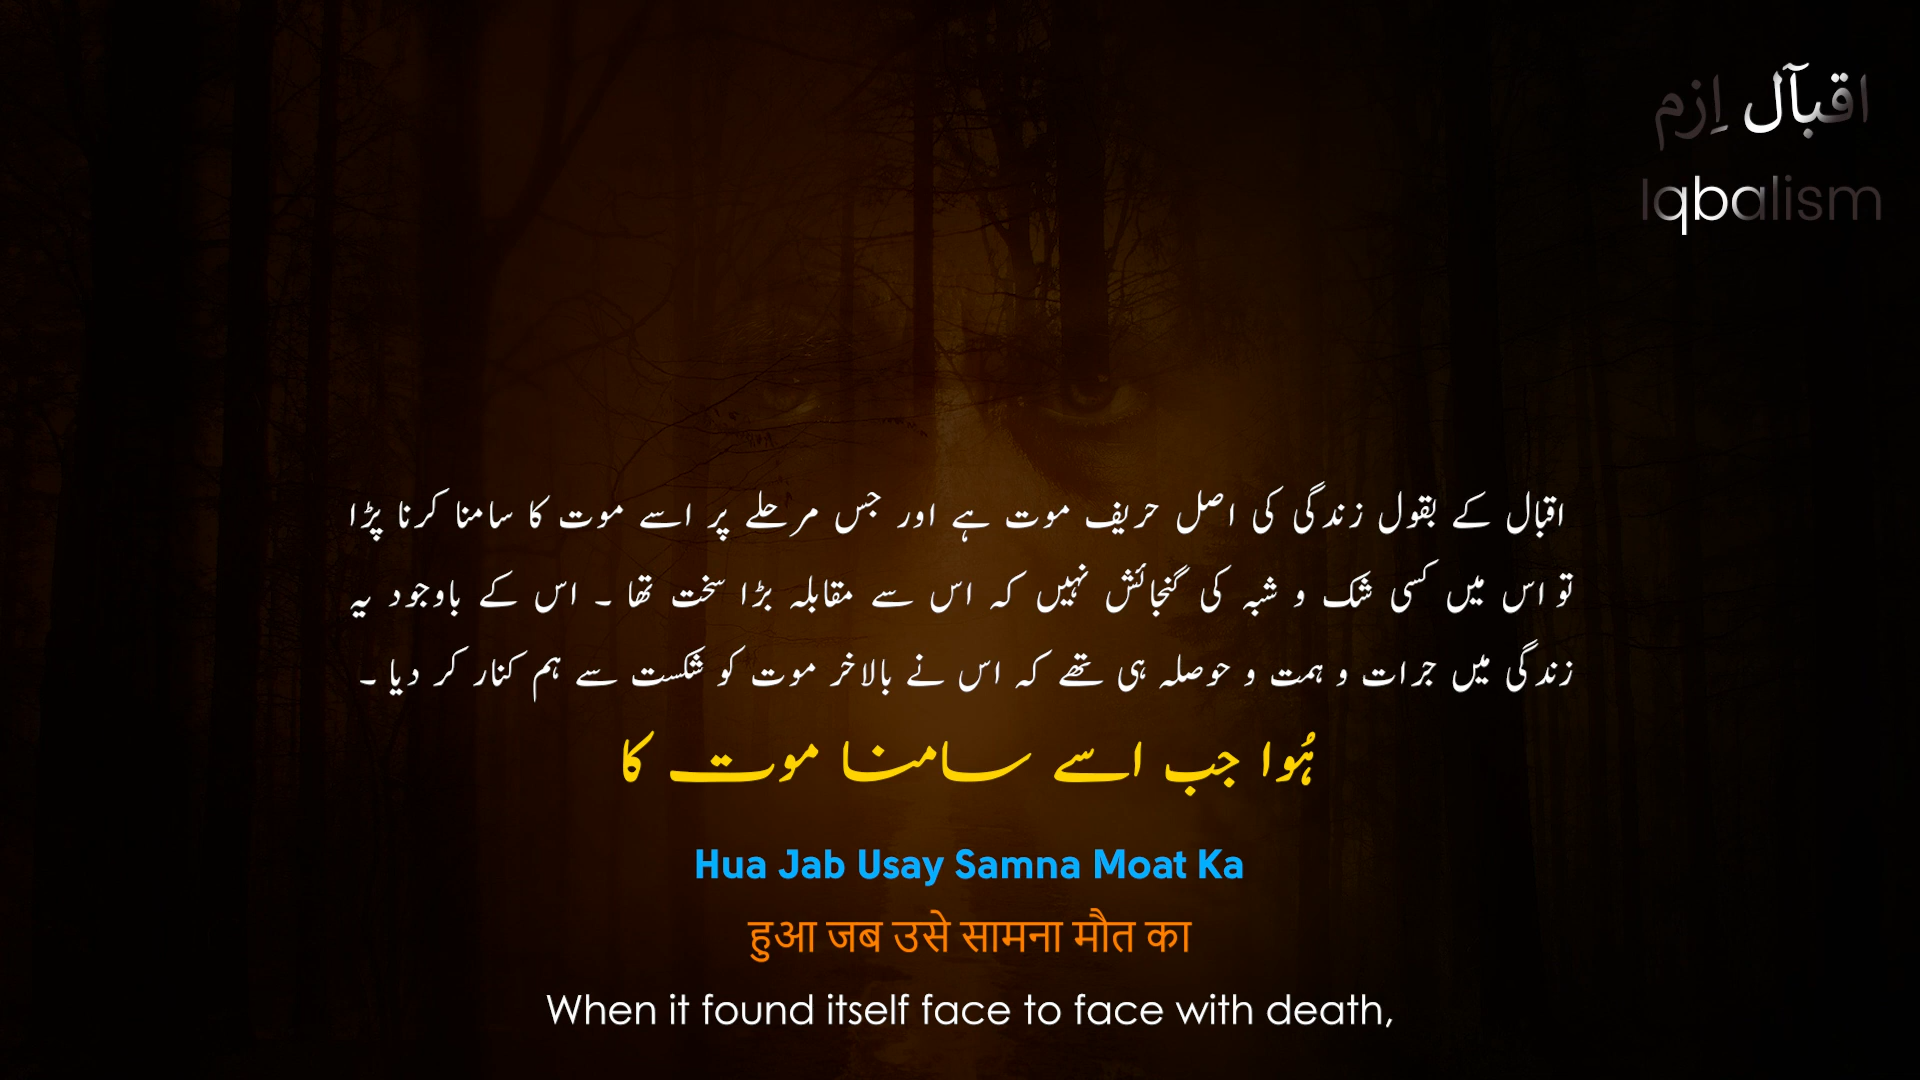 اقبآل اِزم
Iqbalism
اقبال کے بقول زندگی کی اصل حریف موت ہے اور جس مرحلے پر اسے موت کا سامنا کرنا پڑا
تو اس میں کسی شک و شبہ کی گنجائش نہیں کہ اس سے مقابلہ بڑا سخت تھا ۔ اس کے باوجود یہ
زندگی میں جرات و ہمت و حوصلہ ہی تھے کہ اس نے بالاخر موت کو شکست سے ہم کنار کر دیا ۔
ہُوا جب اسے سامنا موت کا
Hua Jab Usay Samna Moat Ka
हुआ जब उसे सामना मौत का
When it found itself face to face with death,